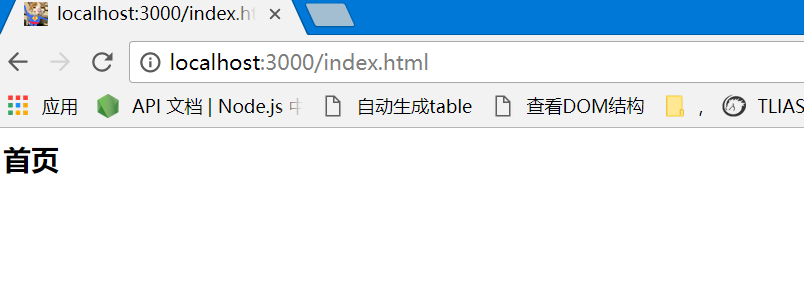 localhost:3000/index.ht
localhost:3000/index.html
应用 API 文档 | Node.js 中 自动生成table 查看DOM结构 , TLIAS
首页